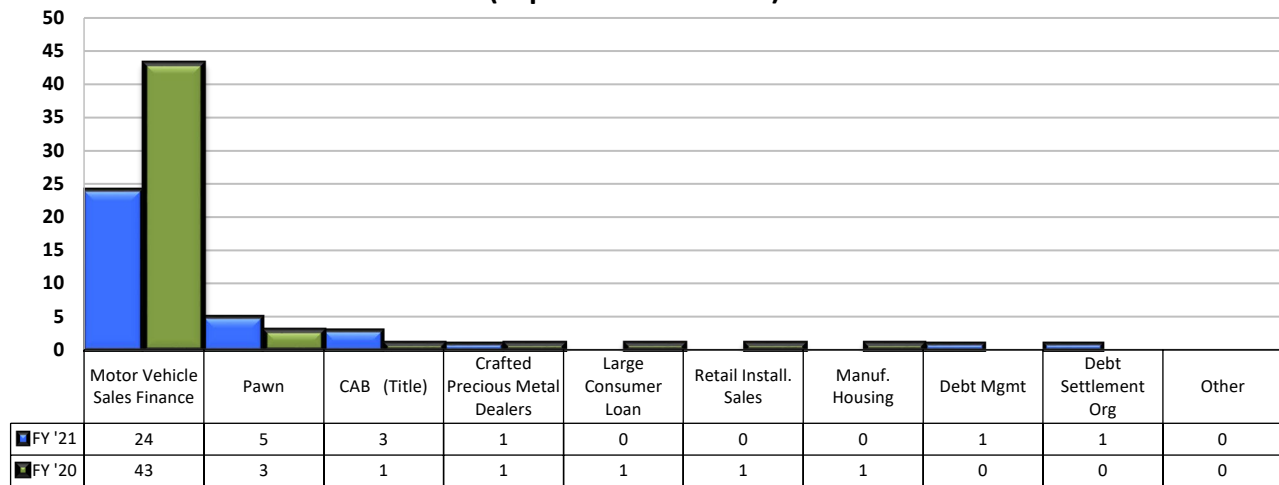 50
45
40
35
30
25
20
15
10
5
0
Motor Vehicle Sales Finance
Pawn
CAB (Title)
Crafted Precious Metal Dealers
Large Consumer Loan
Retail Install. Sales
Manuf. Housing
Debt Mgmt
Debt Settlement Org
Other
FY '21 24 5 3 1 0 0 0 1 1 0
FY '20 43 3 1 1 1 1 1 0 0 0